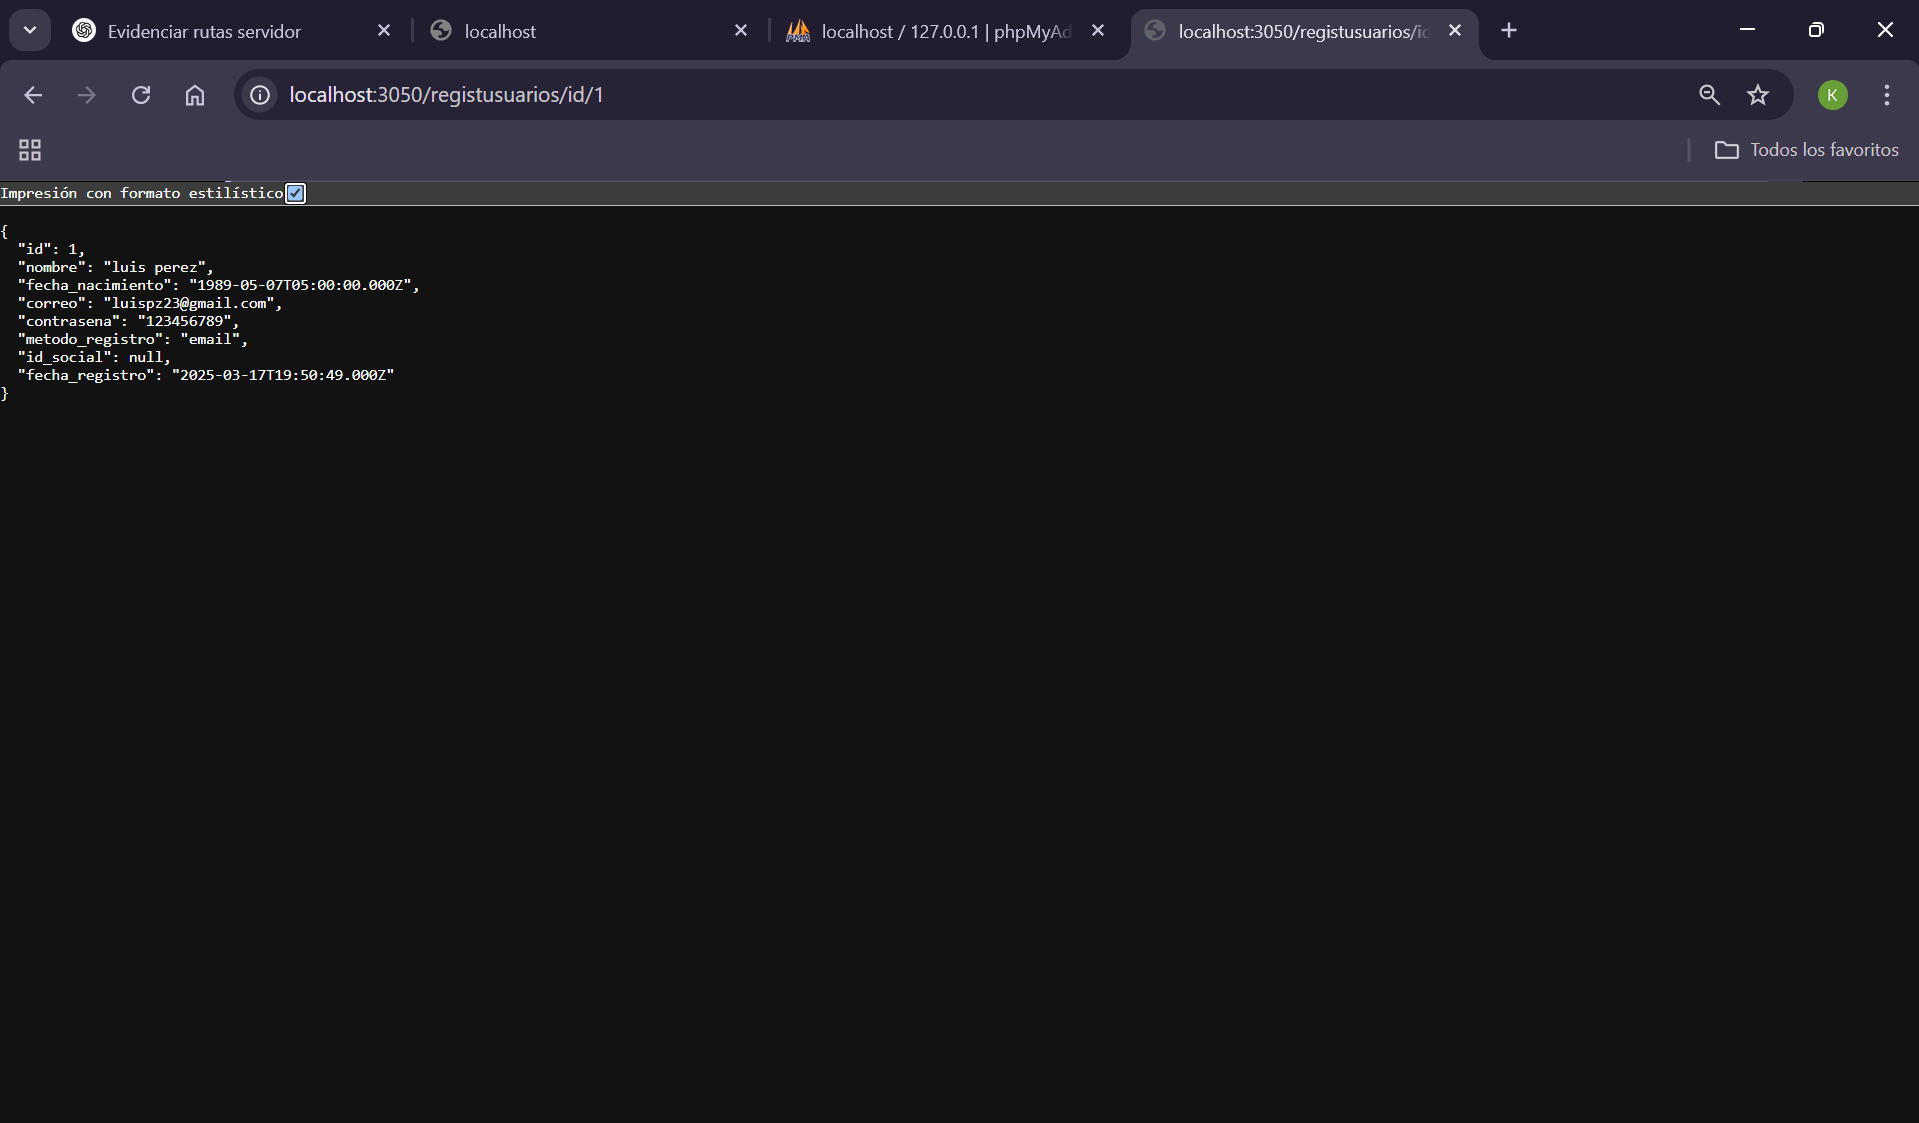 Evidenciar rutas servidor
localhost
localhost / 127.0.0.1 | phpMyAd
localhost:3050/registusuarios/id
localhost:3050/registusuarios/id/1
K
Todos los favoritos
Impresión con formato estilístico
{
  "id": 1,
  "nombre": "luis perez",
  "fecha_nacimiento": "1989-05-07T05:00:00.000Z",
  "correo": "luispz23@gmail.com",
  "contrasena": "123456789",
  "metodo_registro": "email",
  "id_social": null,
  "fecha_registro": "2025-03-17T19:50:49.000Z"
}